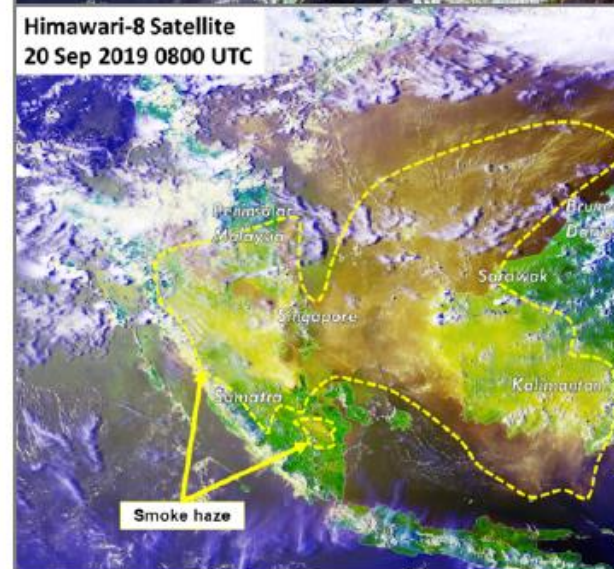 Himawari-8 Satellite
20 Sep 2019 0800 UTC
Peninsular
Malaysia
Brunei
Sarawak
Singapore
Kalimantan
Sumatra
Smoke haze